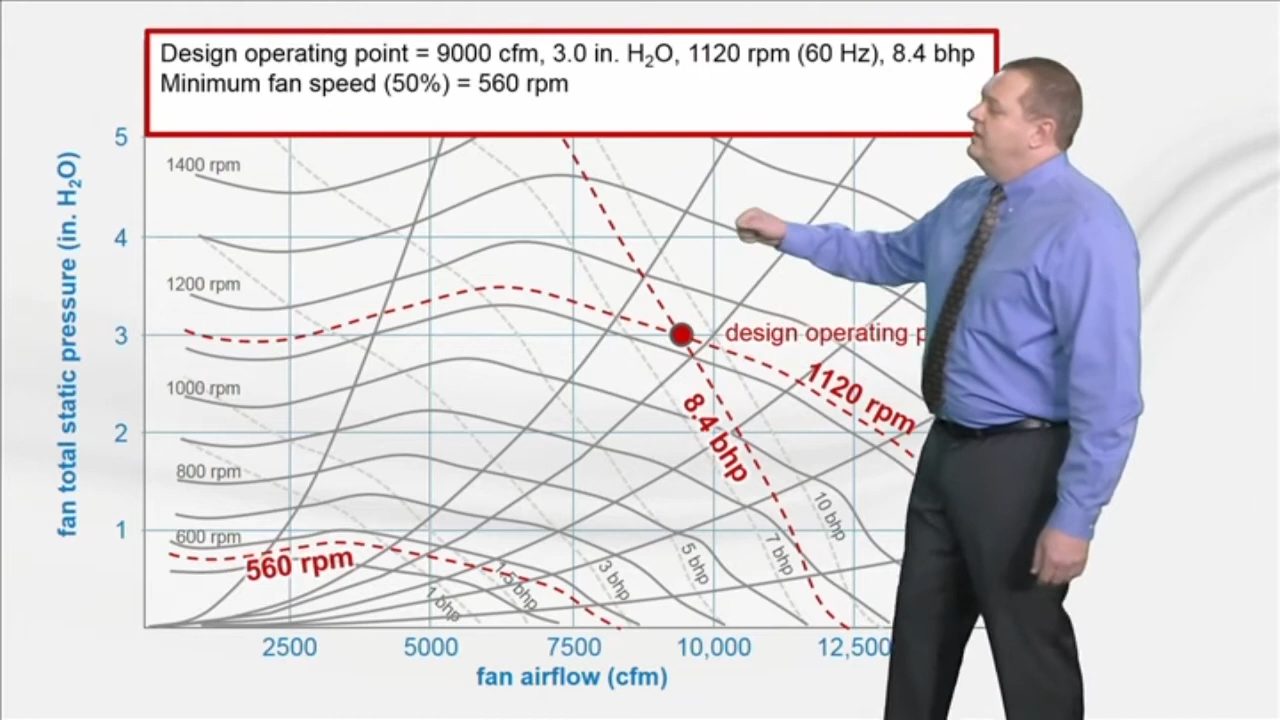 Design operating point = 9000 cfm, 3.0 in. H₂O, 1120 rpm (60 Hz), 8.4 bhp
Minimum fan speed (50%) = 560 rpm
fan total static pressure (in. H₂O)
5
4
3
2
1
1400 rpm
1200 rpm
1000 rpm
800 rpm
600 rpm
560 rpm
design operating
1120 rpm
8.4 bhp
1 bhp
1.5 bhp
3 bhp
5 bhp
7 bhp
10 bhp
2500
5000
7500
10,000
12,500
fan airflow (cfm)